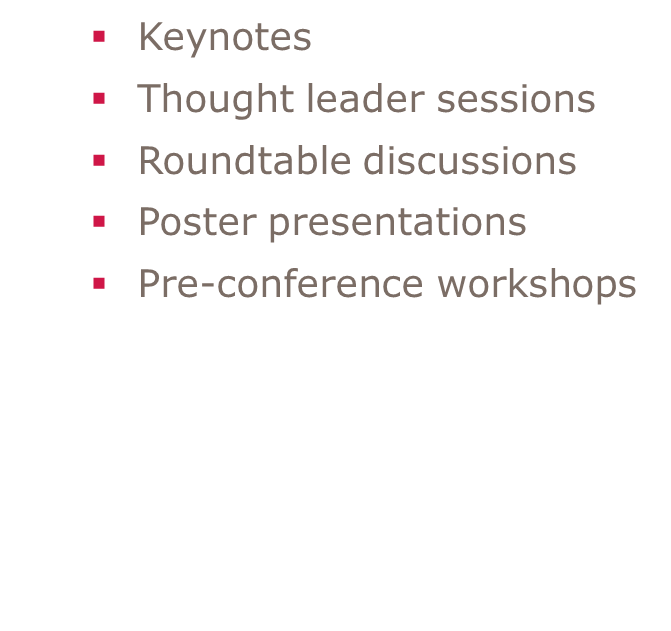 ▪ Keynotes
▪ Thought leader sessions
▪ Roundtable discussions
▪ Poster presentations
▪ Pre-conference workshops